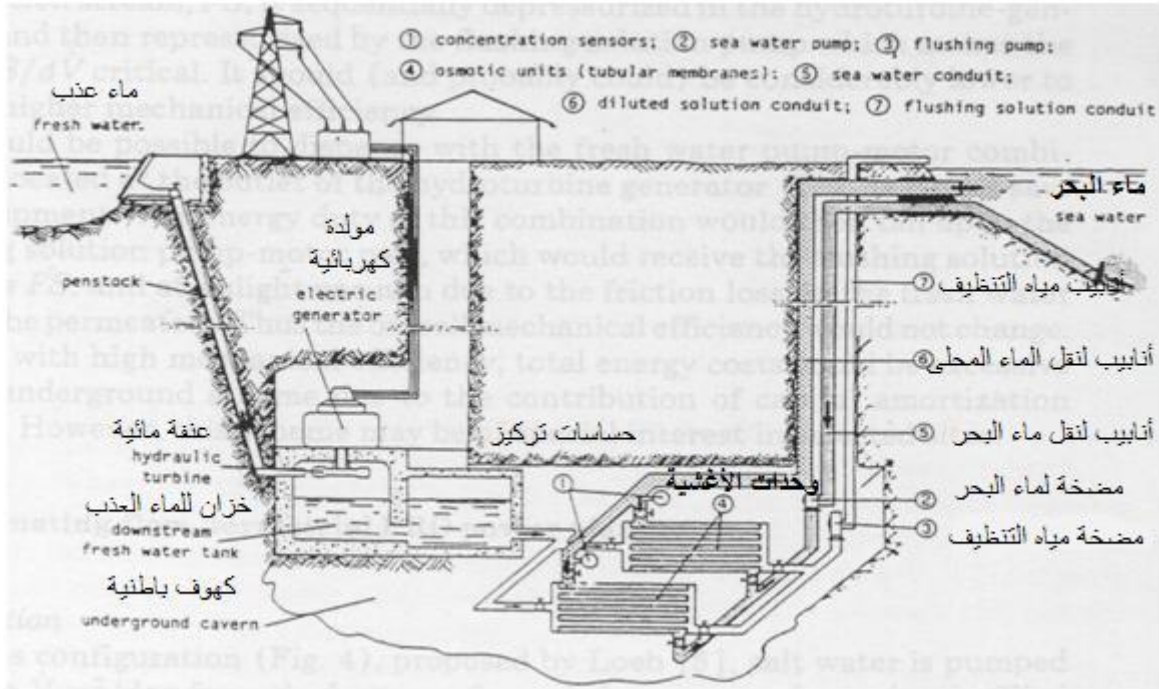 ① concentration sensors; ② sea water pump; ③ flushing pump;
④ osmotic units (tubular membranes); ⑤ sea water conduit;
⑥ diluted solution conduit; ⑦ flushing solution conduit
ماء عذب
fresh water
ماء البحر
sea water
مولدة
كهربائية
electric
generator
penstock
⑦ مياه التنظيف
⑥ أنابيب لنقل الماء المحلى
⑤ أنابيب لنقل ماء البحر
عنفة مائية
hydraulic
turbine
حساسات تركيز
①
وحدات الأغشية
④
② مضخة لماء البحر
③ مضخة مياه التنظيف
خزان للماء العذب
downstream
fresh water tank
كهوف باطنية
underground cavern